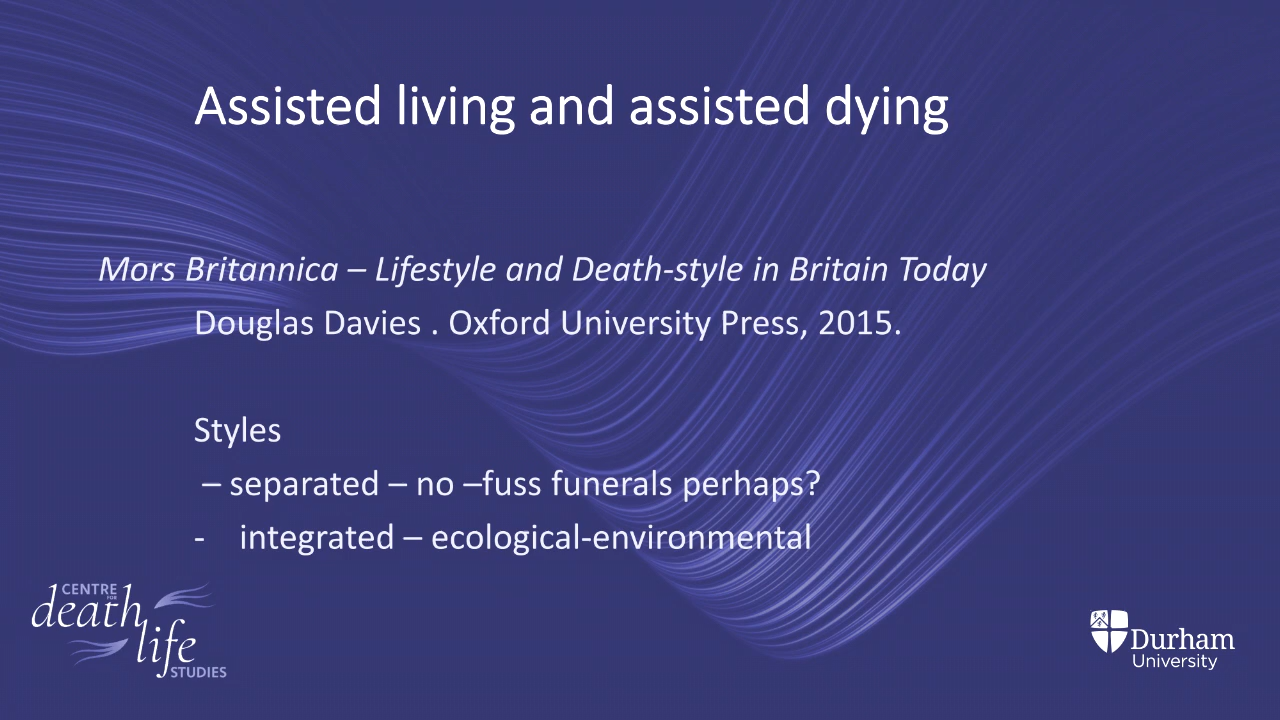 Assisted living and assisted dying
Mors Britannica – Lifestyle and Death-style in Britain Today
Douglas Davies . Oxford University Press, 2015.
Styles
– separated – no –fuss funerals perhaps?
- integrated – ecological-environmental
CENTRE
FOR
death
life
STUDIES
Durham
University